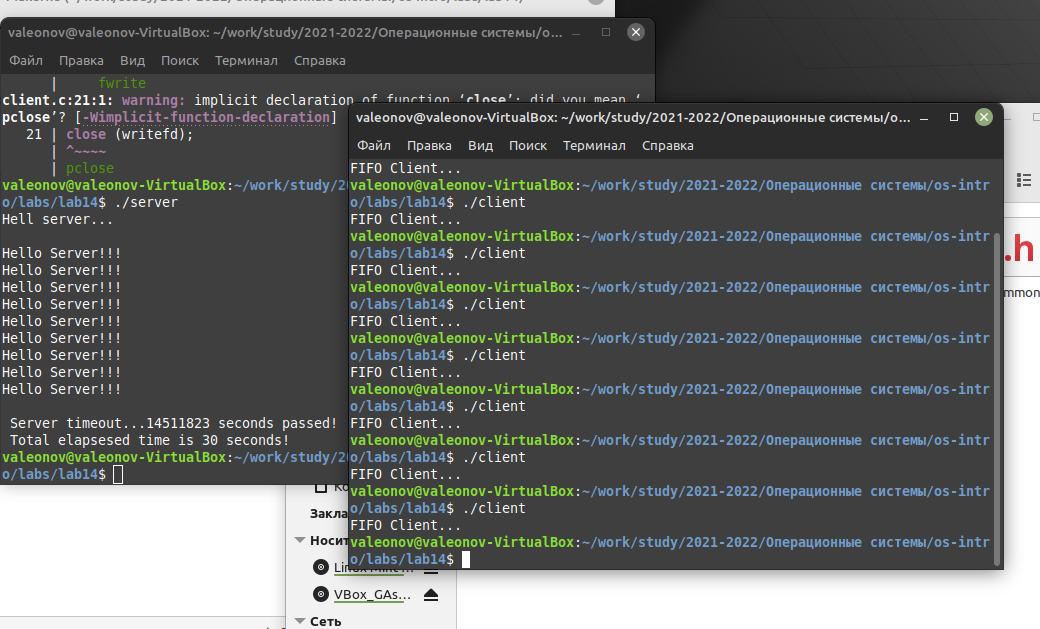 valeonov@valeonov-VirtualBox: ~/work/study/2021-2022/Операционные системы/о...
Файл Правка Вид Поиск Терминал Справка
| fwrite
client.c:21:1: warning: implicit declaration of function ‘close’; did you mean ‘
pclose’? [-Wimplicit-function-declaration]
21 | close (writefd);
| ^~~~~
| pclose
valeonov@valeonov-VirtualBox:~/work/study/20
o/labs/lab14$ ./server
Hell server...
Hello Server!!!
Hello Server!!!
Hello Server!!!
Hello Server!!!
Hello Server!!!
Hello Server!!!
Hello Server!!!
Hello Server!!!
Hello Server!!!
Server timeout...14511823 seconds passed!
Total elapsesed time is 30 seconds!
valeonov@valeonov-VirtualBox:~/work/study/20
o/labs/lab14$
valeonov@valeonov-VirtualBox: ~/work/study/2021-2022/Операционные системы/о...
Файл Правка Вид Поиск Терминал Справка
FIFO Client...
valeonov@valeonov-VirtualBox:~/work/study/2021-2022/Операционные системы/os-intr
o/labs/lab14$ ./client
FIFO Client...
valeonov@valeonov-VirtualBox:~/work/study/2021-2022/Операционные системы/os-intr
o/labs/lab14$ ./client
FIFO Client...
valeonov@valeonov-VirtualBox:~/work/study/2021-2022/Операционные системы/os-intr
o/labs/lab14$ ./client
FIFO Client...
valeonov@valeonov-VirtualBox:~/work/study/2021-2022/Операционные системы/os-intr
o/labs/lab14$ ./client
FIFO Client...
valeonov@valeonov-VirtualBox:~/work/study/2021-2022/Операционные системы/os-intr
o/labs/lab14$ ./client
FIFO Client...
valeonov@valeonov-VirtualBox:~/work/study/2021-2022/Операционные системы/os-intr
o/labs/lab14$ ./client
FIFO Client...
valeonov@valeonov-VirtualBox:~/work/study/2021-2022/Операционные системы/os-intr
o/labs/lab14$ ./client
FIFO Client...
valeonov@valeonov-VirtualBox:~/work/study/2021-2022/Операционные системы/os-intr
o/labs/lab14$
.h
mmon
Закла
Носит
VBox_GAs...
Сеть